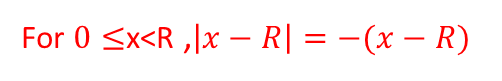 For 0 ≤x<R ,|x − R| = −(x − R)